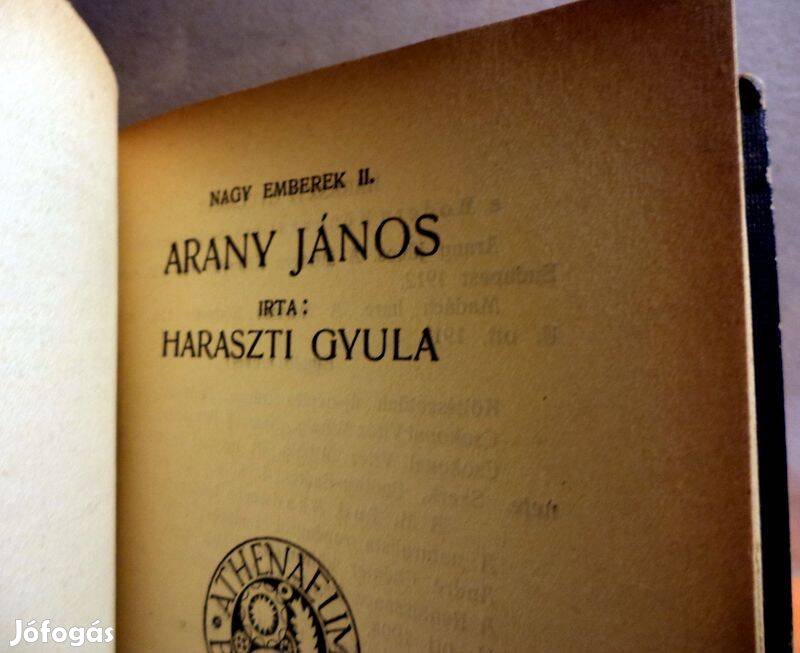 NAGY EMBEREK II.
ARANY JÁNOS
IRTA:
HARASZTI GYULA
ATHENAEUM
Jófogás